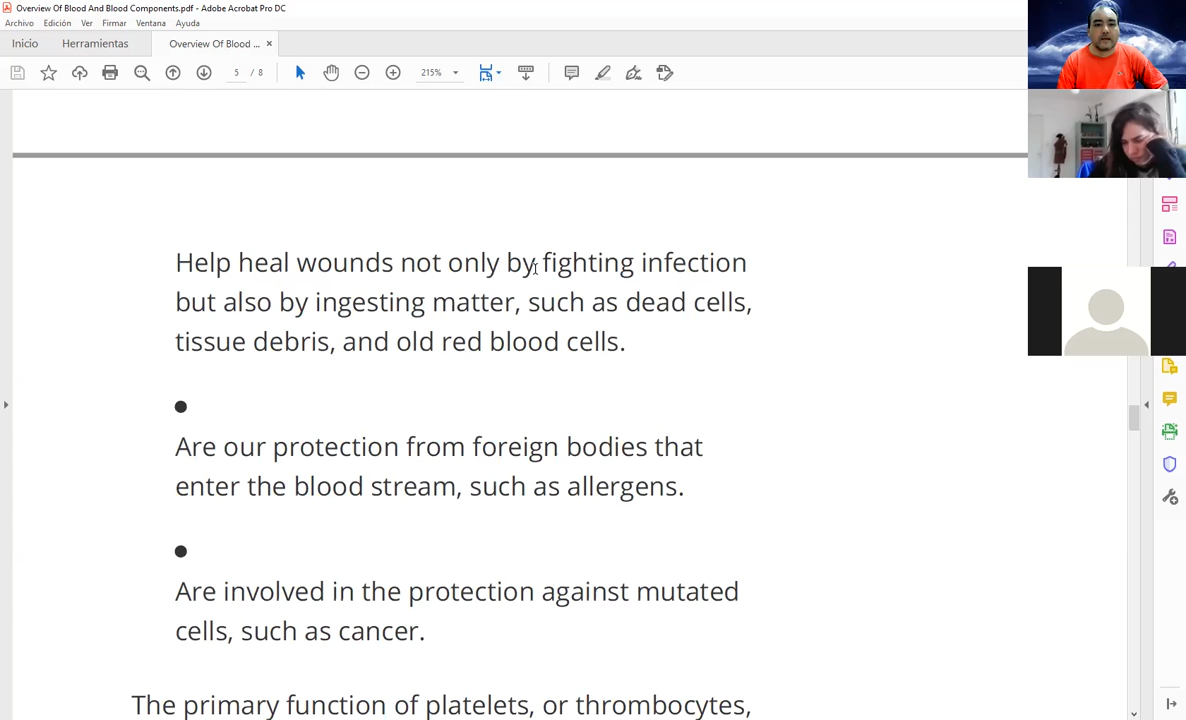 Overview Of Blood And Blood Components.pdf - Adobe Acrobat Pro DC
Archivo Edición Ver Firmar Ventana Ayuda
Inicio Herramientas Overview Of Blood ... ×
5 / 8 215%
Help heal wounds not only by fighting infection
but also by ingesting matter, such as dead cells,
tissue debris, and old red blood cells.
●
Are our protection from foreign bodies that
enter the blood stream, such as allergens.
●
Are involved in the protection against mutated
cells, such as cancer.
The primary function of platelets, or thrombocytes,